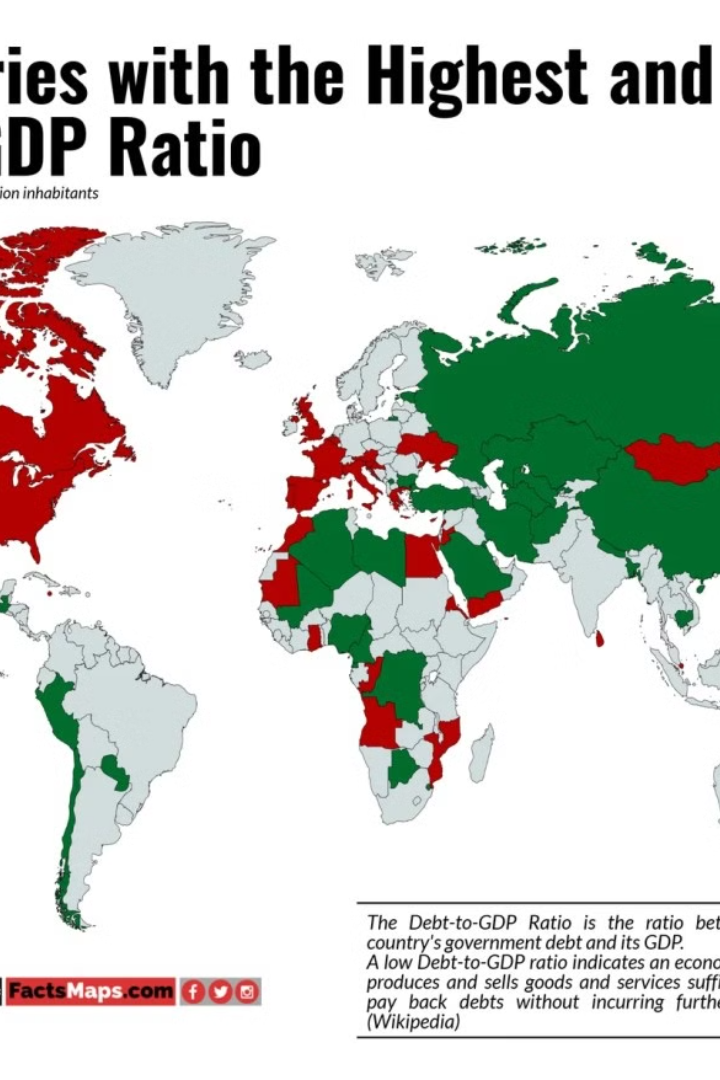 ries with the Highest and
GDP Ratio
ion inhabitants
The Debt-to-GDP Ratio is the ratio bet
country's government debt and its GDP.
A low Debt-to-GDP ratio indicates an econo
produces and sells goods and services suffi
pay back debts without incurring furthe
(Wikipedia)
FactsMaps.com